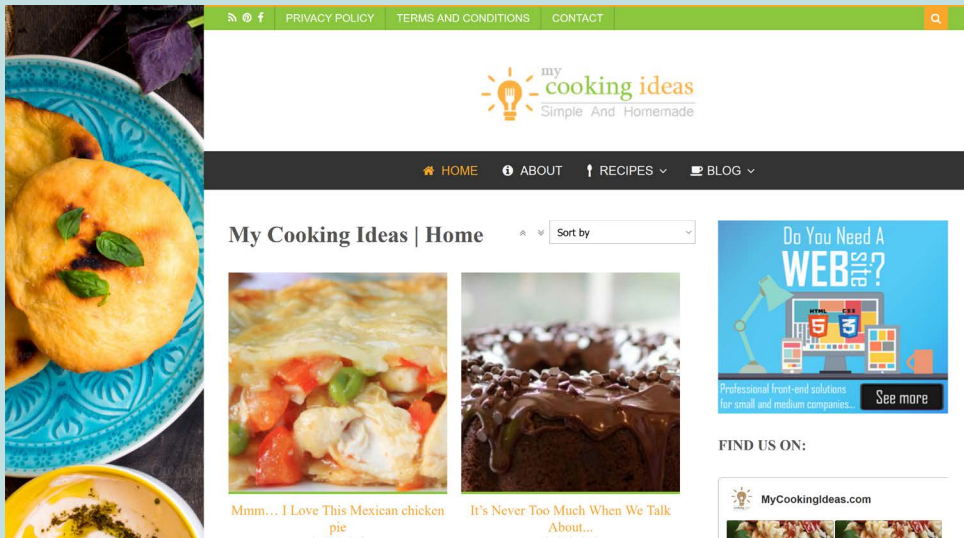 PRIVACY POLICY
TERMS AND CONDITIONS
CONTACT
my
cooking ideas
Simple And Homemade
HOME
ABOUT
RECIPES
BLOG
My Cooking Ideas | Home
Sort by
Do You Need A
WEB site ?
HTML CSS
5 3
Professional front-end solutions
for small and medium companies...
See more
Mmm… I Love This Mexican chicken
pie
It’s Never Too Much When We Talk
About...
FIND US ON:
MyCookingIdeas.com